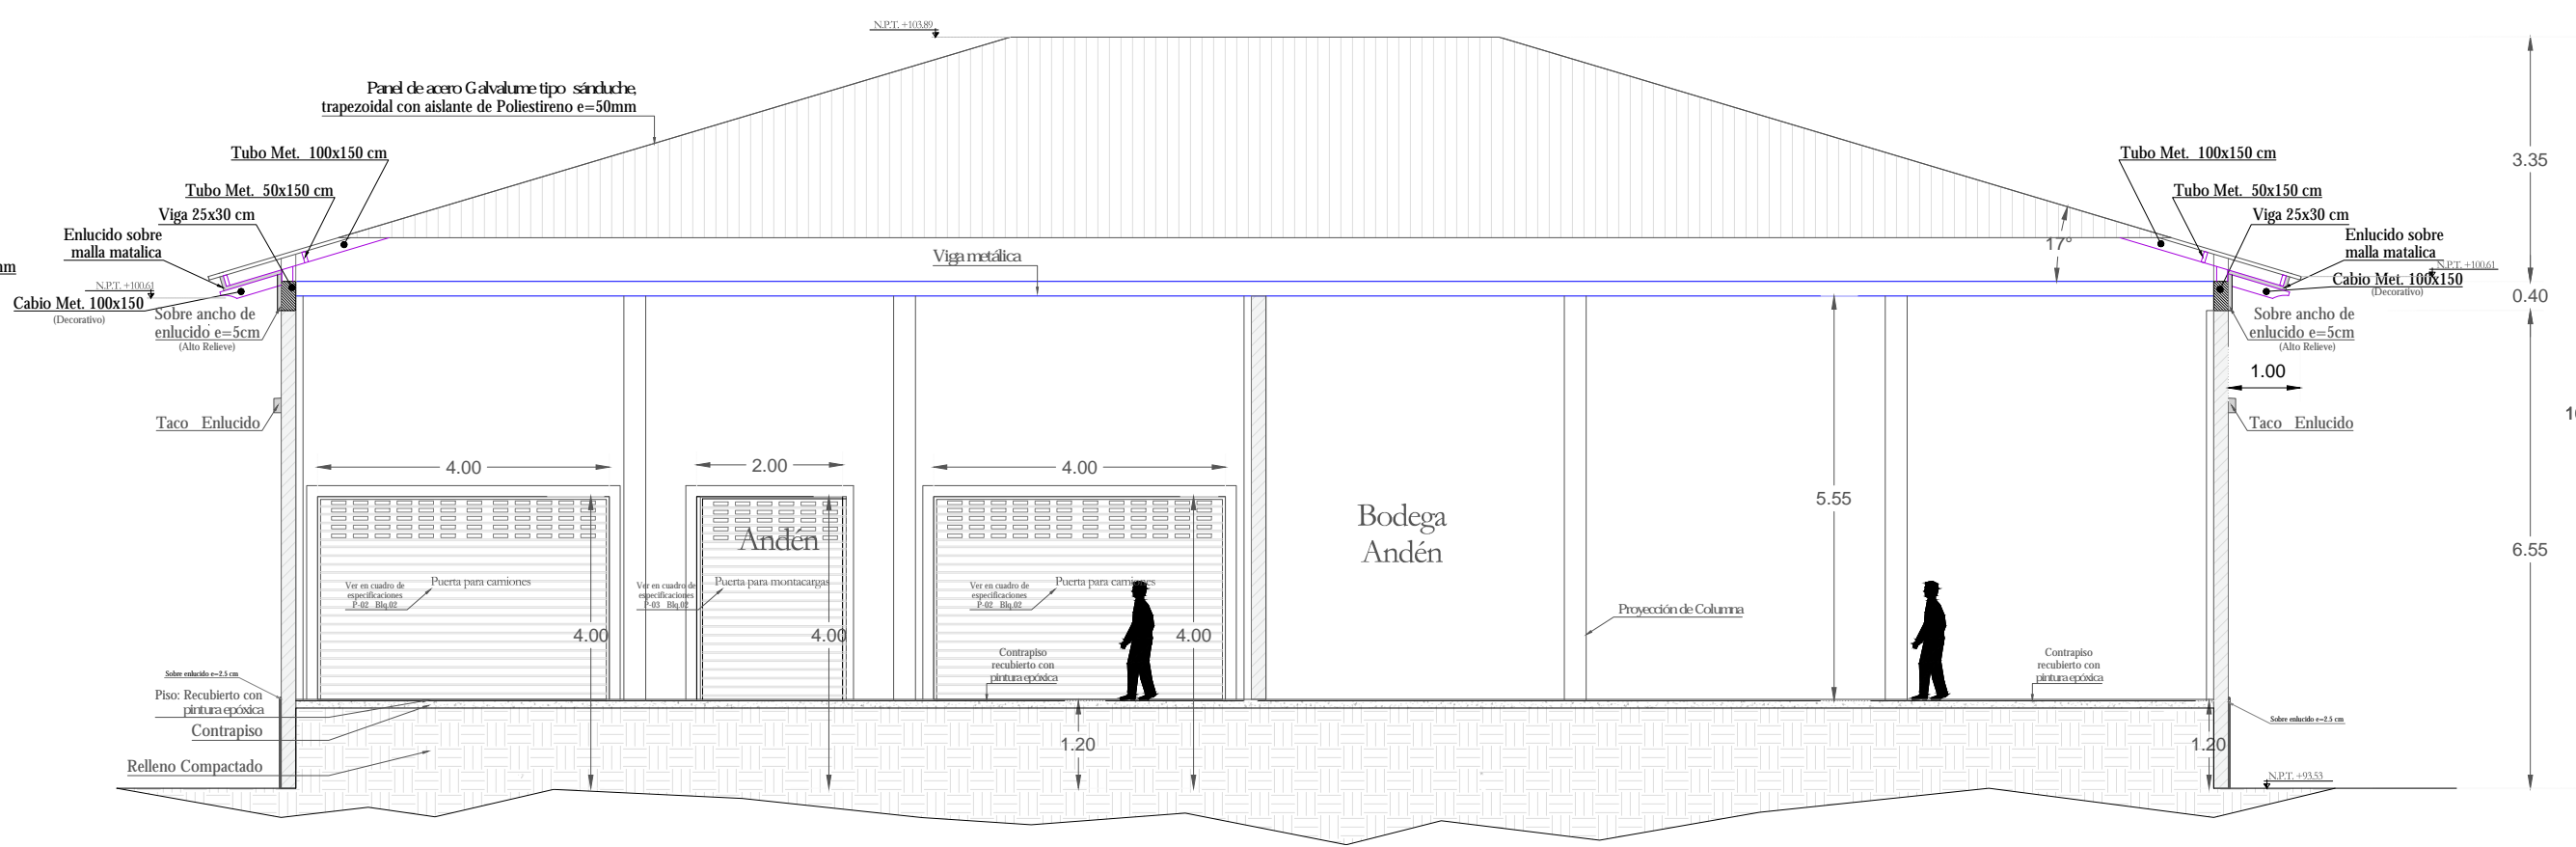 N.P.T. +103.89
Panel de acero Galvalume tipo sánduche,
trapezoidal con aislante de Poliestireno e=50mm
Tubo Met. 100x150 cm
Tubo Met. 50x150 cm
Viga 25x30 cm
Enlucido sobre
malla matalica
N.P.T. +100.61
Cabio Met. 100x150
(Decorativo)
Sobre ancho de
enlucido e=5cm
(Alto Relieve)
Taco Enlucido
Viga metálica
17°
Tubo Met. 100x150 cm
Tubo Met. 50x150 cm
Viga 25x30 cm
Enlucido sobre
malla matalica
N.P.T. +100.61
Cabio Met. 100x150
(Decorativo)
Sobre ancho de
enlucido e=5cm
(Alto Relieve)
1.00
Taco Enlucido
3.35
0.40
6.55
4.00
2.00
4.00
5.55
Andén
Bodega
Andén
Ver en cuadro de
especificaciones
P-02 Blq.02
Puerta para camiones
4.00
Ver en cuadro de
especificaciones
P-03 Blq.02
Puerta para montacargas
4.00
Ver en cuadro de
especificaciones
P-02 Blq.02
Puerta para camiones
4.00
Proyección de Columna
Contrapiso
recubierto con
pintura epóxica
Contrapiso
recubierto con
pintura epóxica
Sobre enlucido e=2.5 cm
Piso: Recubierto con
pintura epóxica
Contrapiso
Relleno Compactado
1.20
1.20
Sobre enlucido e=2.5 cm
N.P.T. +93.53